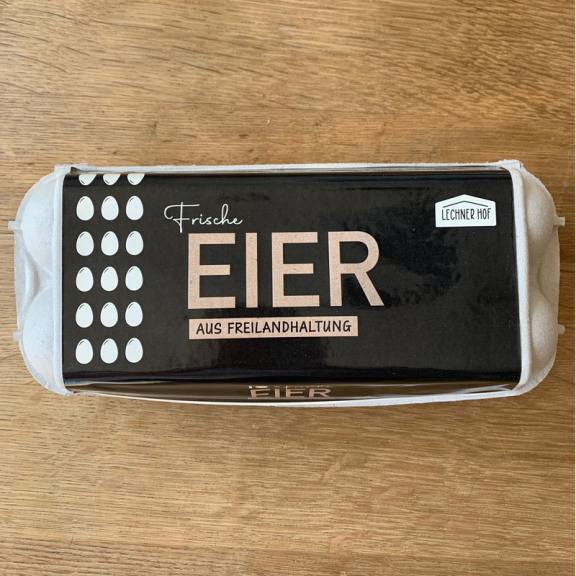 Frische
EIER
AUS FREILANDHALTUNG
LECHNER HOF
EIER